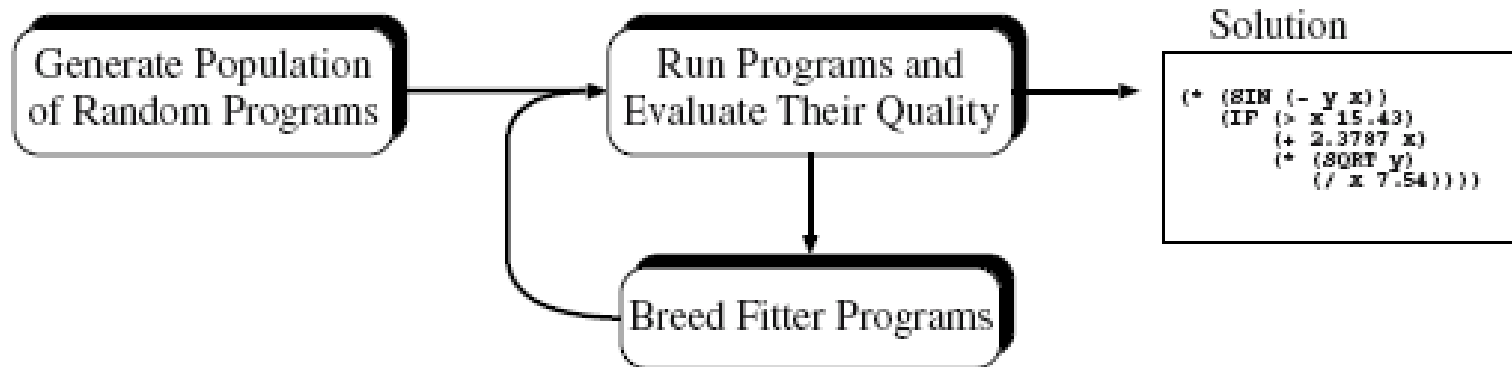 Generate Population
of Random Programs
Run Programs and
Evaluate Their Quality
Breed Fitter Programs
Solution
(* (SIN (- y x))
(IF (> x 15.43)
(+ 2.3787 x)
(* (SQRT y)
(/ x 7.54))))